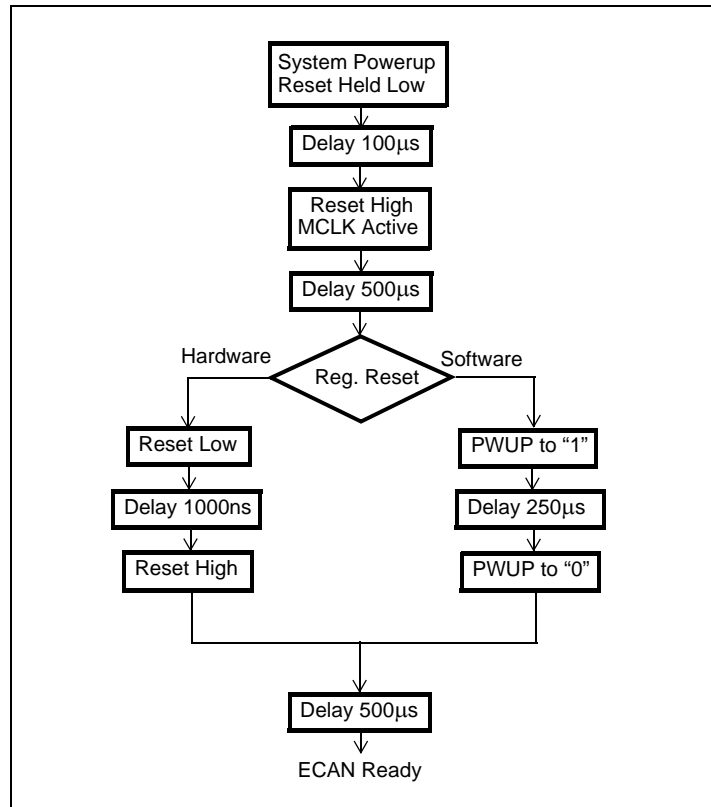 System Powerup
Reset Held Low
Delay 100μs
Reset High
MCLK Active
Delay 500μs
Hardware
Software
Reg. Reset
Reset Low
PWUP to “1”
Delay 1000ns
Delay 250μs
Reset High
PWUP to “0”
Delay 500μs
ECAN Ready